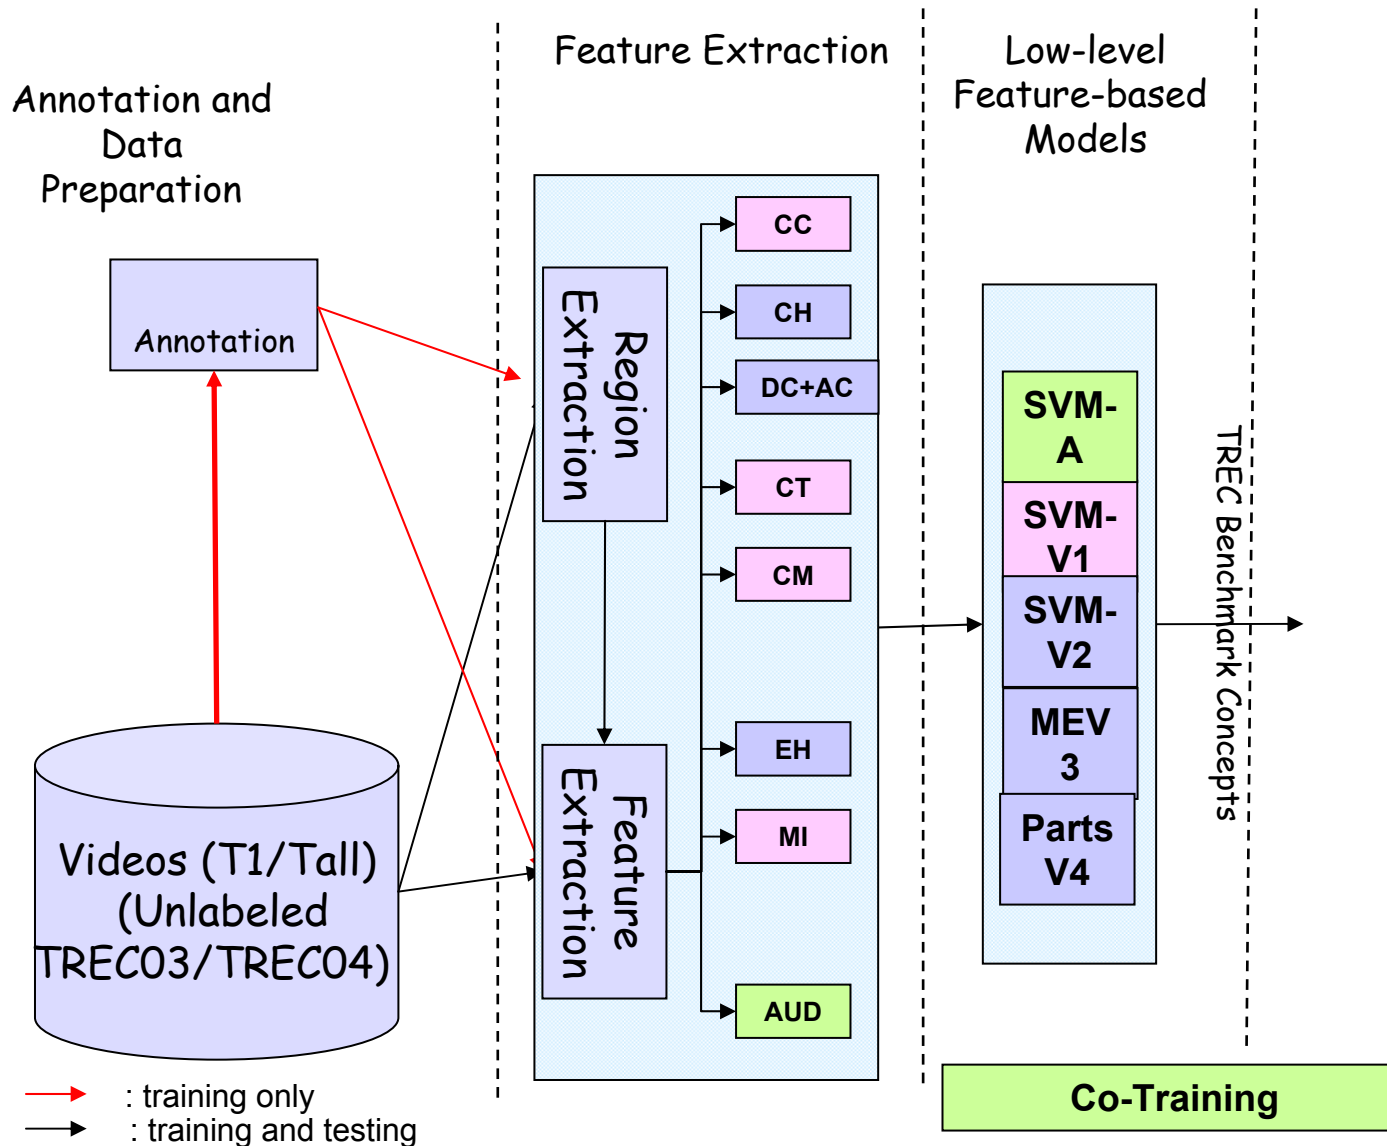 Annotation and
Data
Preparation
Feature Extraction
Low-level
Feature-based
Models
Annotation
Videos (T1/Tall)
(Unlabeled
TREC03/TREC04)
Region
Extraction
Feature
Extraction
CC
CH
DC+AC
CT
CM
EH
MI
AUD
SVM-
A
SVM-
V1
SVM-
V2
MEV
3
Parts
V4
TREC Benchmark Concepts
: training only
: training and testing
Co-Training